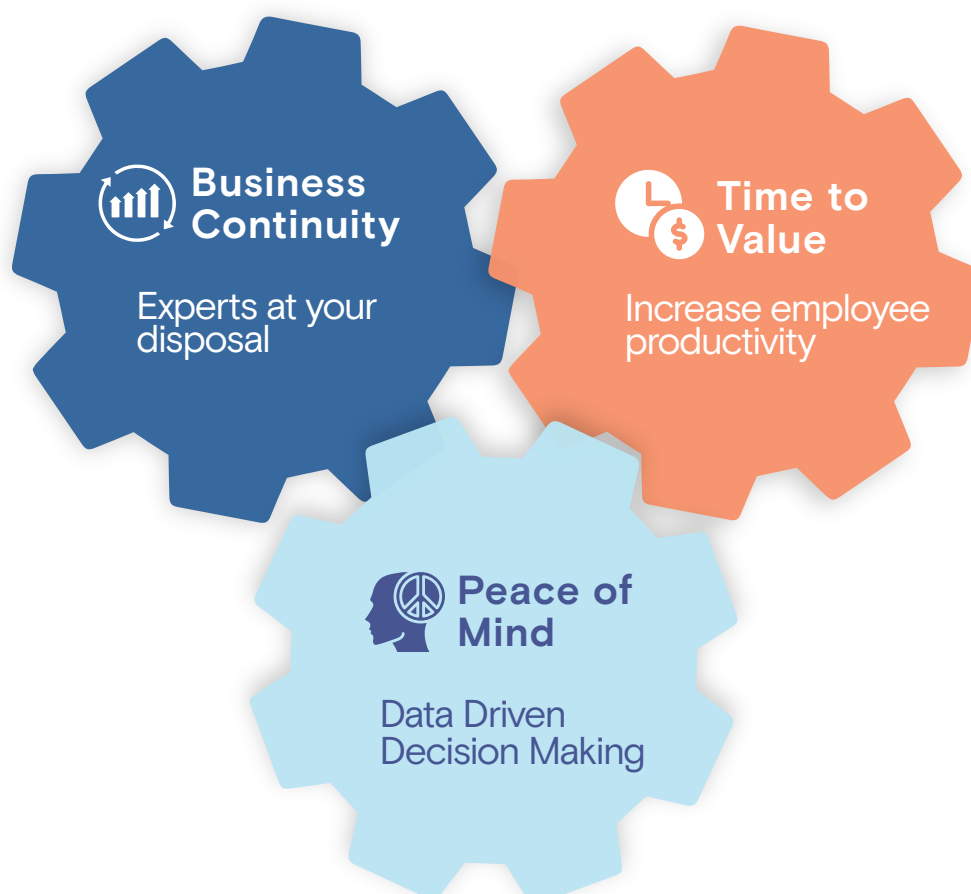 Business
Continuity
Experts at your
disposal
Time to
Value
$
Increase employee
productivity
Peace of
Mind
Data Driven
Decision Making